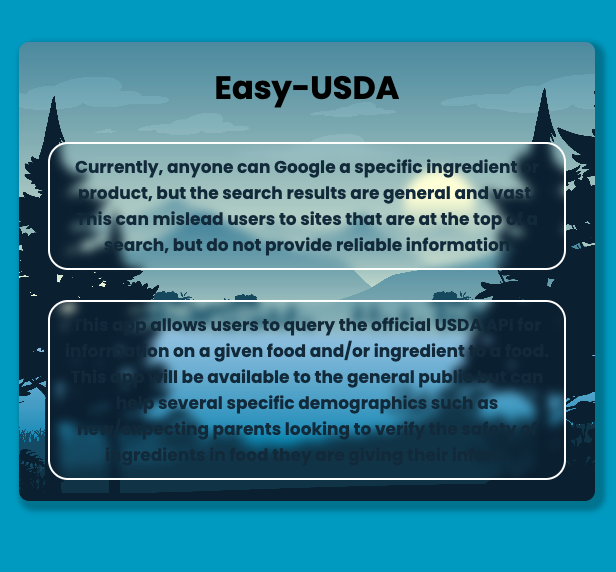 Easy-USDA
Currently, anyone can Google a specific ingredient or
product, but the search results are general and vast.
This can mislead users to sites that are at the top of a
search, but do not provide reliable information.
This app allows users to query the official USDA API for
information on a given food and/or ingredient to a food.
This app will be available to the general public but can
help several specific demographics such as
new/expecting parents looking to verify the safety of
ingredients in food they are giving their